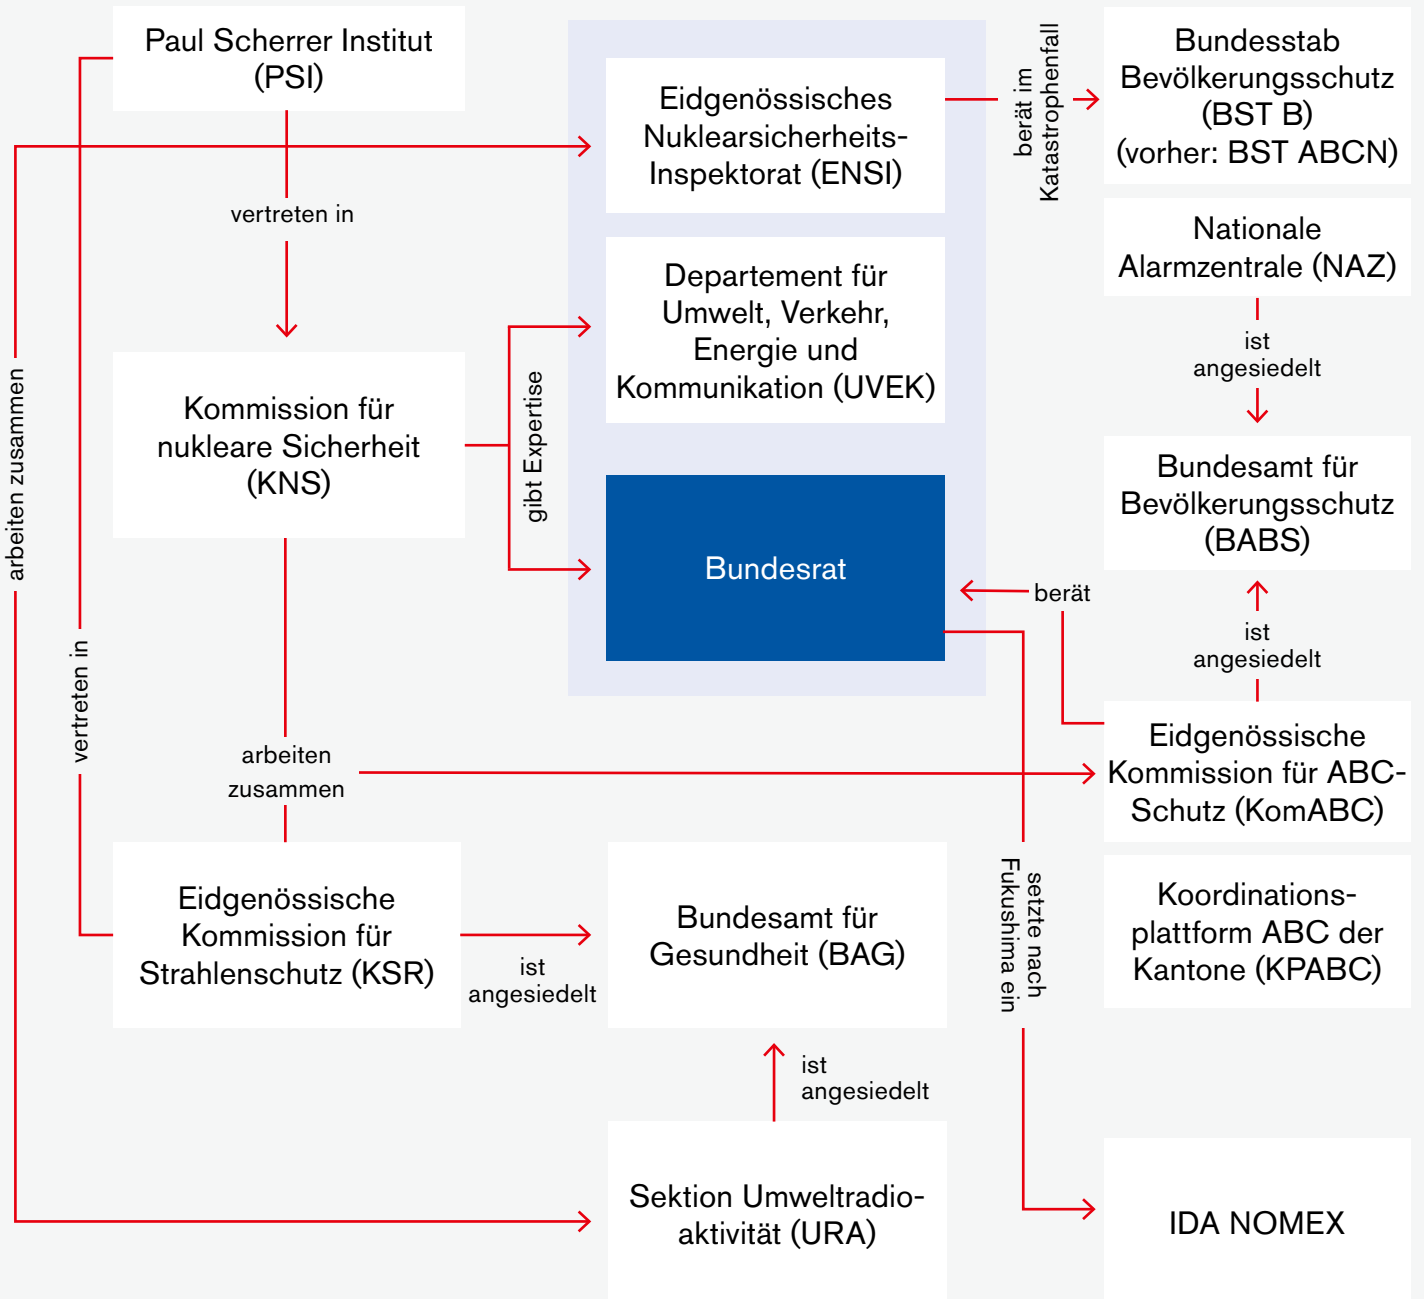 Paul Scherrer Institut
(PSI)
vertreten in
Kommission für
nukleare Sicherheit
(KNS)
arbeiten zusammen
vertreten in
arbeiten
zusammen
Eidgenössische
Kommission für
Strahlenschutz (KSR)
ist
angesiedelt
gibt Expertise
Eidgenössisches
Nuklearsicherheits-
Inspektorat (ENSI)
Departement für
Umwelt, Verkehr,
Energie und
Kommunikation (UVEK)
Bundesrat
Bundesamt für
Gesundheit (BAG)
ist
angesiedelt
Sektion Umweltradio-
aktivität (URA)
berät im
Katastrophenfall
berät
setzte nach
Fukushima ein
Bundesstab
Bevölkerungsschutz
(BST B)
(vorher: BST ABCN)
Nationale
Alarmzentrale (NAZ)
ist
angesiedelt
Bundesamt für
Bevölkerungsschutz
(BABS)
ist
angesiedelt
Eidgenössische
Kommission für ABC-
Schutz (KomABC)
Koordinations-
plattform ABC der
Kantone (KPABC)
IDA NOMEX